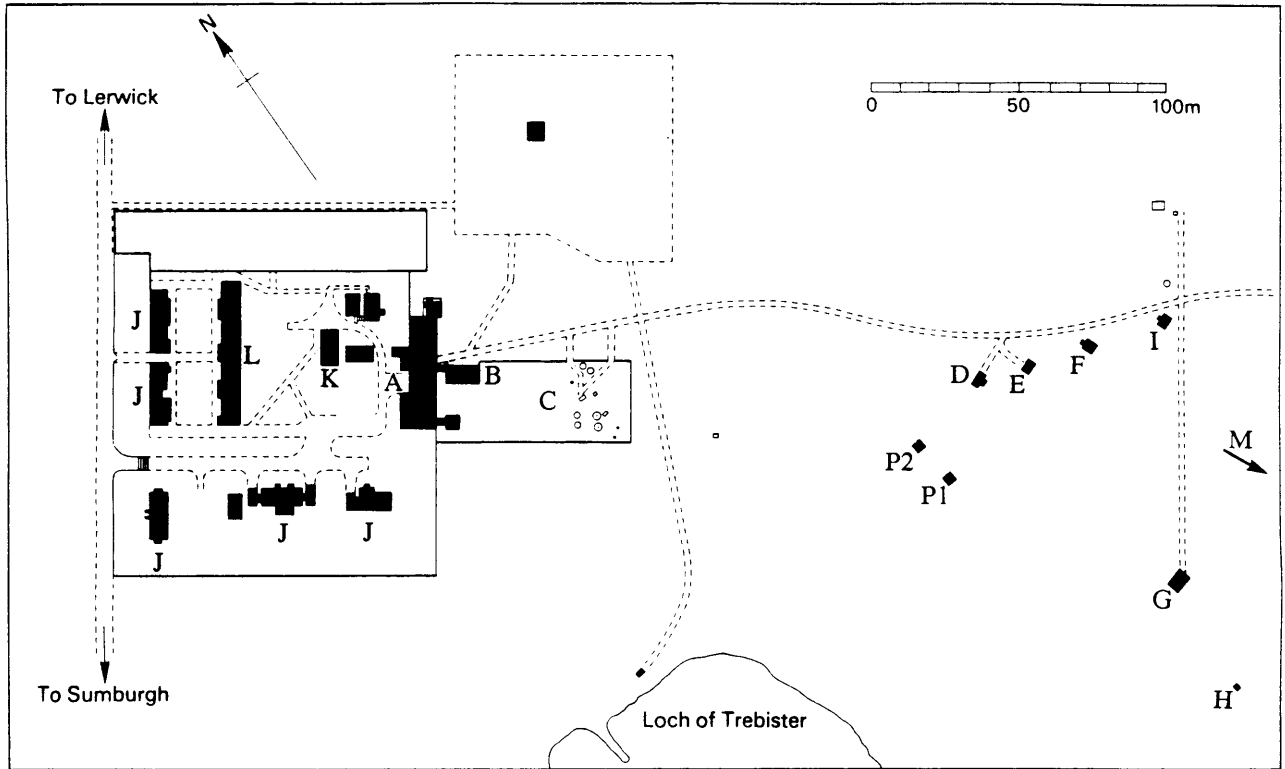 N
To Lerwick
0 50 100m
J
L
K
A
B
J
C
D
E
F
I
M
P2
P1
J
J
J
G
To Sumburgh
Loch of Trebister
H